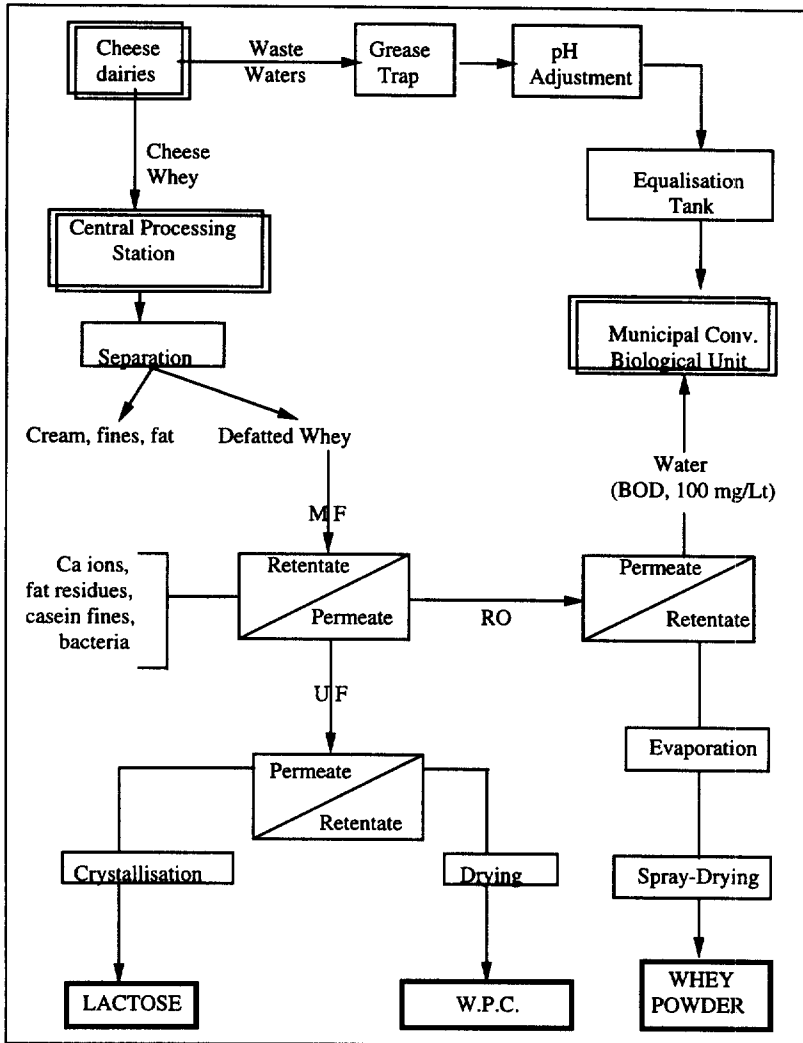 Cheese
dairies
Waste
Waters
Grease
Trap
pH
Adjustment
Cheese
Whey
Equalisation
Tank
Central Processing
Station
Municipal Conv.
Biological Unit
Separation
Cream, fines, fat
Defatted Whey
Water
(BOD, 100 mg/Lt)
MF
Ca ions,
fat residues,
casein fines,
bacteria
Retentate
Permeate
RO
Permeate
Retentate
UF
Evaporation
Permeate
Retentate
Crystallisation
Drying
Spray-Drying
LACTOSE
W.P.C.
WHEY
POWDER